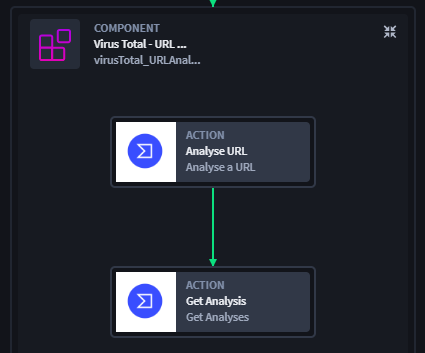 COMPONENT
Virus Total - URL ...
virusTotal_URLAnal...
ACTION
Analyse URL
Analyse a URL
ACTION
Get Analysis
Get Analyses